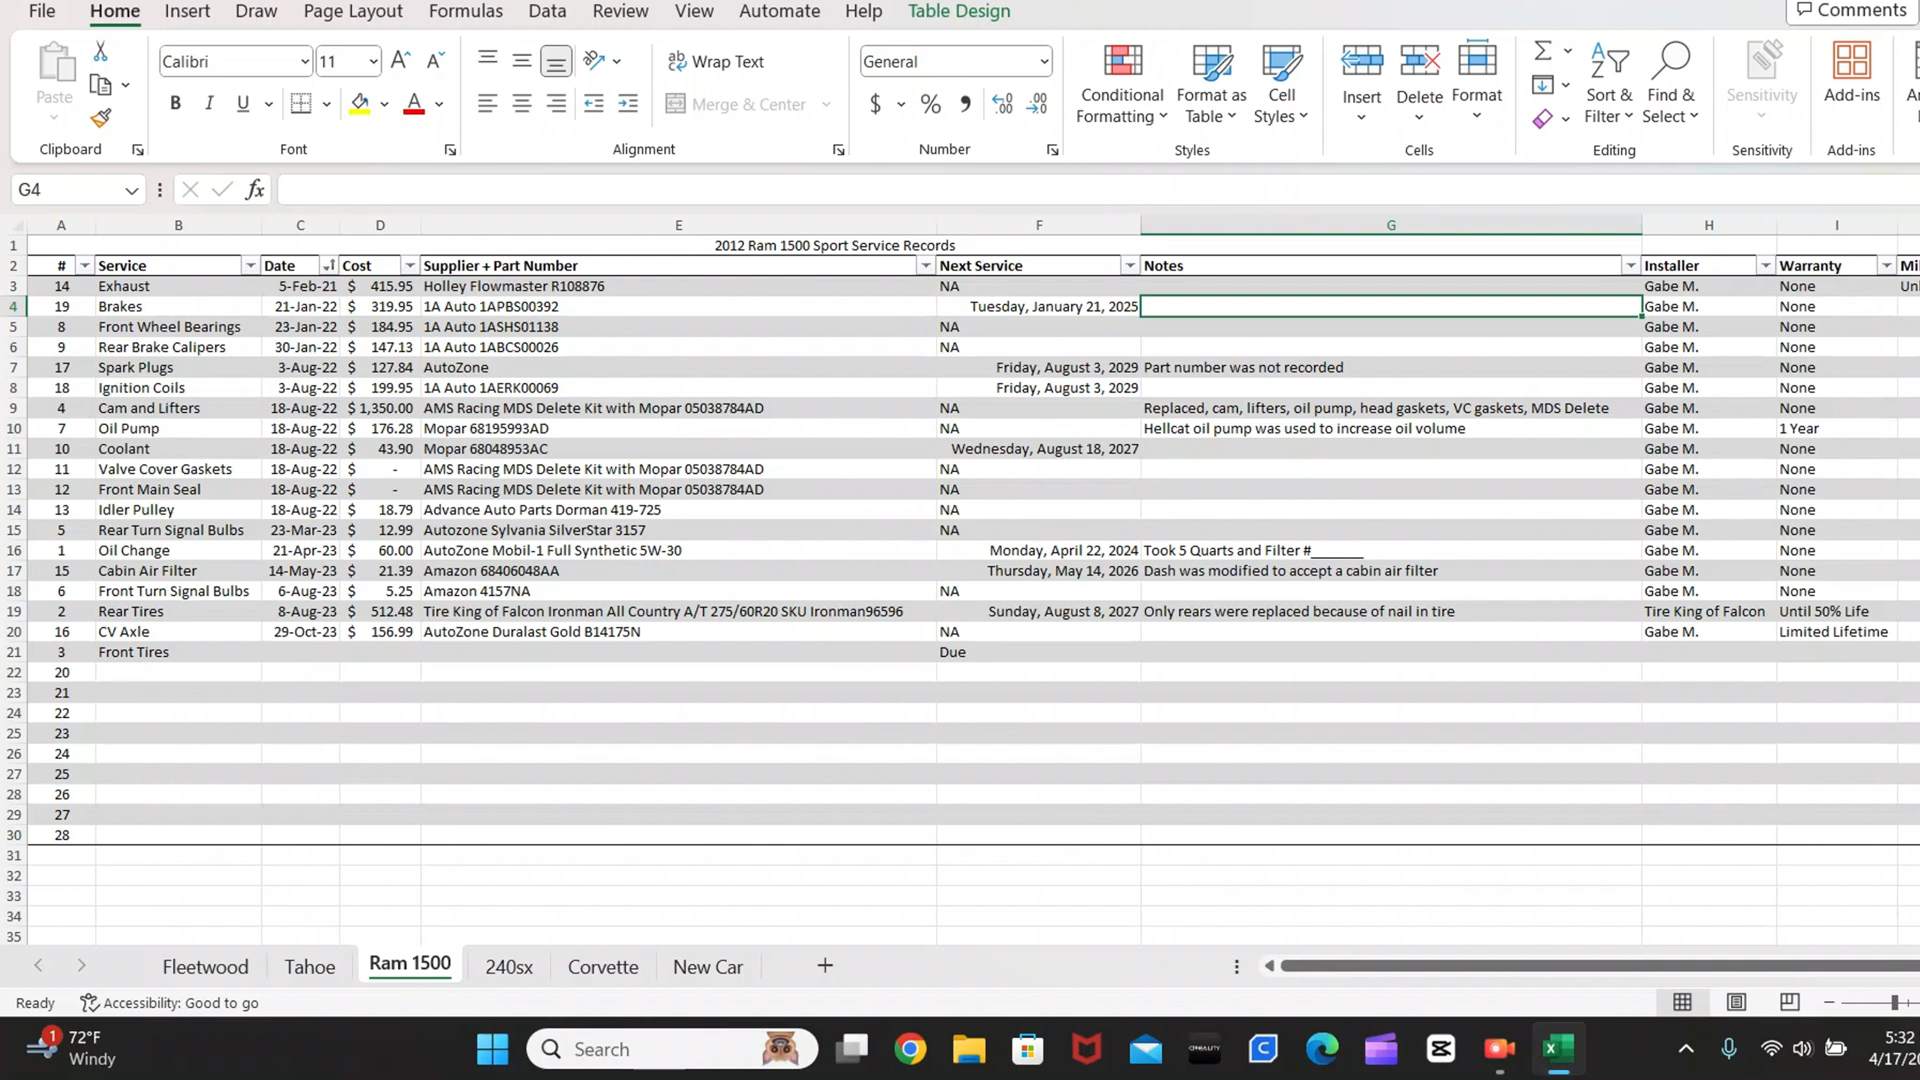 File Home Insert Draw Page Layout Formulas Data Review View Automate Help Table Design Comments
Calibri 11 A A ab Wrap Text General
Paste B I U A Merge & Center $ % Conditional Formatting Format as Table Cell Styles Insert Delete Format Sort & Filter Find & Select Sensitivity Add-ins
Clipboard Font Alignment Number Styles Cells Editing Sensitivity Add-ins
G4 fx
A B C D E F G H I
1 2012 Ram 1500 Sport Service Records
2 # Service Date Cost Supplier + Part Number Next Service Notes Installer Warranty
3 14 Exhaust 5-Feb-21 $ 415.95 Holley Flowmaster R108876 NA Gabe M. None
4 19 Brakes 21-Jan-22 $ 319.95 1A Auto 1APBS00392 Tuesday, January 21, 2025 Gabe M. None
5 8 Front Wheel Bearings 23-Jan-22 $ 184.95 1A Auto 1ASHS01138 NA Gabe M. None
6 9 Rear Brake Calipers 30-Jan-22 $ 147.13 1A Auto 1ABCS00026 NA Gabe M. None
7 17 Spark Plugs 3-Aug-22 $ 127.84 AutoZone Friday, August 3, 2029 Part number was not recorded Gabe M. None
8 18 Ignition Coils 3-Aug-22 $ 199.95 1A Auto 1AERK00069 Friday, August 3, 2029 Gabe M. None
9 4 Cam and Lifters 18-Aug-22 $ 1,350.00 AMS Racing MDS Delete Kit with Mopar 05038784AD NA Replaced, cam, lifters, oil pump, head gaskets, VC gaskets, MDS Delete Gabe M. None
10 7 Oil Pump 18-Aug-22 $ 176.28 Mopar 68195993AD NA Hellcat oil pump was used to increase oil volume Gabe M. 1 Year
11 10 Coolant 18-Aug-22 $ 43.90 Mopar 68048953AC Wednesday, August 18, 2027 Gabe M. None
12 11 Valve Cover Gaskets 18-Aug-22 $ - AMS Racing MDS Delete Kit with Mopar 05038784AD NA Gabe M. None
13 12 Front Main Seal 18-Aug-22 $ - AMS Racing MDS Delete Kit with Mopar 05038784AD NA Gabe M. None
14 13 Idler Pulley 18-Aug-22 $ 18.79 Advance Auto Parts Dorman 419-725 NA Gabe M. None
15 5 Rear Turn Signal Bulbs 23-Mar-23 $ 12.99 Autozone Sylvania SilverStar 3157 NA Gabe M. None
16 1 Oil Change 21-Apr-23 $ 60.00 AutoZone Mobil-1 Full Synthetic 5W-30 Monday, April 22, 2024 Took 5 Quarts and Filter #_______ Gabe M. None
17 15 Cabin Air Filter 14-May-23 $ 21.39 Amazon 68406048AA Thursday, May 14, 2026 Dash was modified to accept a cabin air filter Gabe M. None
18 6 Front Turn Signal Bulbs 6-Aug-23 $ 5.25 Amazon 4157NA NA Gabe M. None
19 2 Rear Tires 8-Aug-23 $ 512.48 Tire King of Falcon Ironman All Country A/T 275/60R20 SKU Ironman96596 Sunday, August 8, 2027 Only rears were replaced because of nail in tire Tire King of Falcon Until 50% Life
20 16 CV Axle 29-Oct-23 $ 156.99 AutoZone Duralast Gold B14175N NA Gabe M. Limited Lifetime
21 3 Front Tires Due
22 20
23 21
24 22
25 23
26 24
27 25
28 26
29 27
30 28
31
32
33
34
35
Fleetwood Tahoe Ram 1500 240sx Corvette New Car
Ready Accessibility: Good to go
1 72°F Search 5:32
Windy 4/17/20